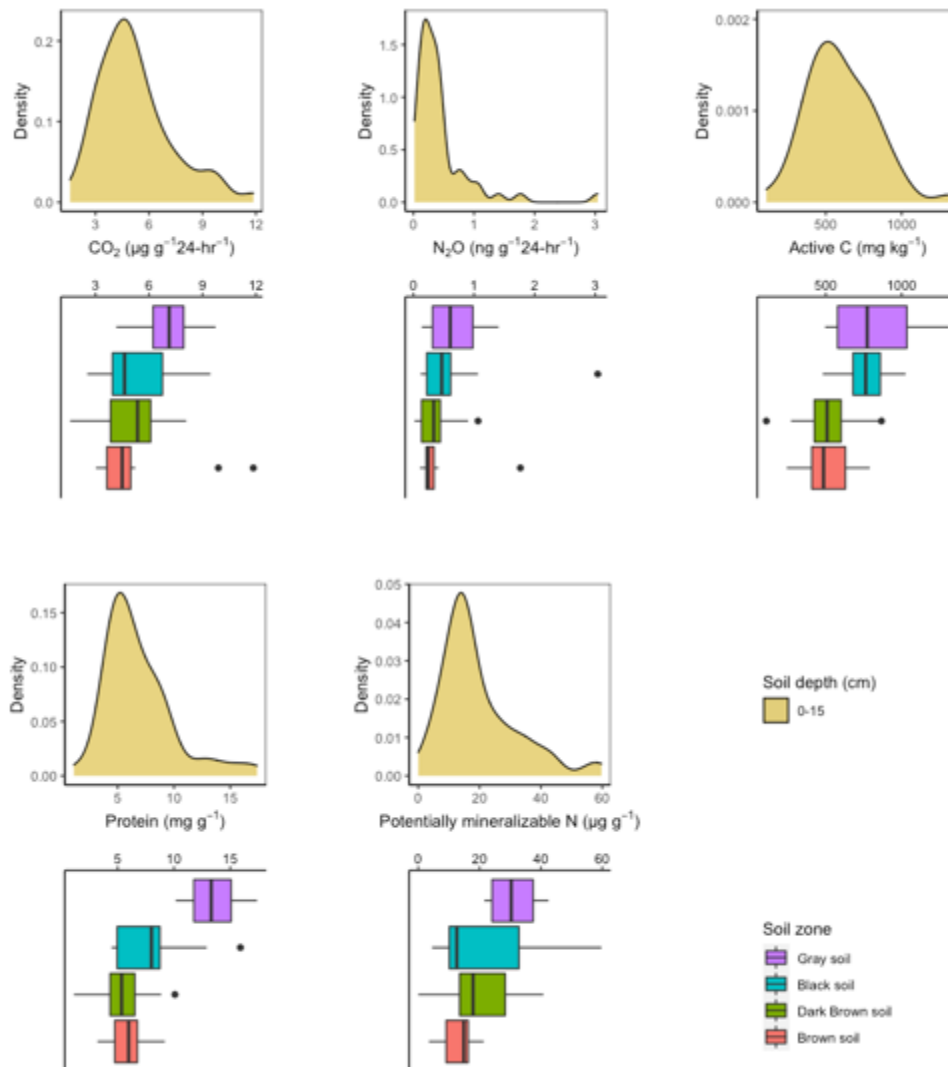 0.2
0.1
0.0
Density
3 6 9 12
CO₂ (µg g⁻¹24-hr⁻¹)
1.5
1.0
0.5
0.0
Density
0 1 2 3
N₂O (ng g⁻¹24-hr⁻¹)
0.002
0.001
0.000
Density
500 1000
Active C (mg kg⁻¹)
3 6 9 12
0 1 2 3
500 1000
0.15
0.10
0.05
0.00
Density
5 10 15
Protein (mg g⁻¹)
0.05
0.04
0.03
0.02
0.01
0.00
Density
0 20 40 60
Potentially mineralizable N (µg g⁻¹)
Soil depth (cm)
0-15
5 10 15
0 20 40 60
Soil zone
Gray soil
Black soil
Dark Brown soil
Brown soil